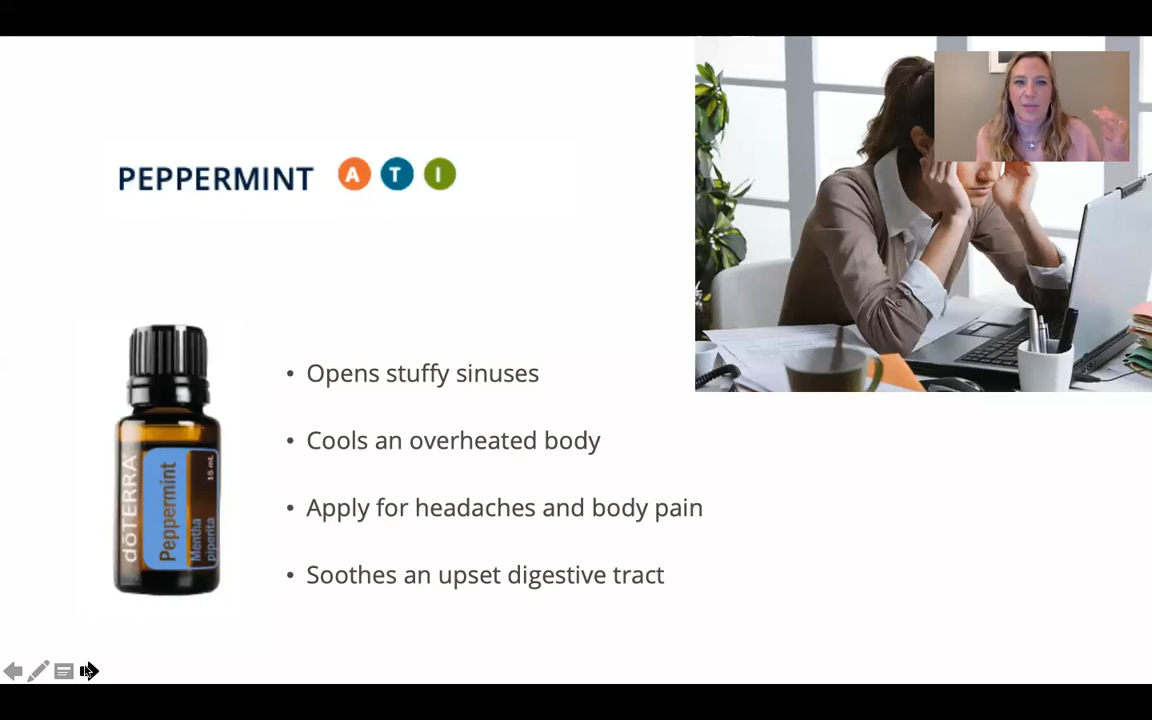 PEPPERMINT A T I
Opens stuffy sinuses
Cools an overheated body
Apply for headaches and body pain
Soothes an upset digestive tract
dōTERRA
Peppermint
Mentha
piperita
15 mL